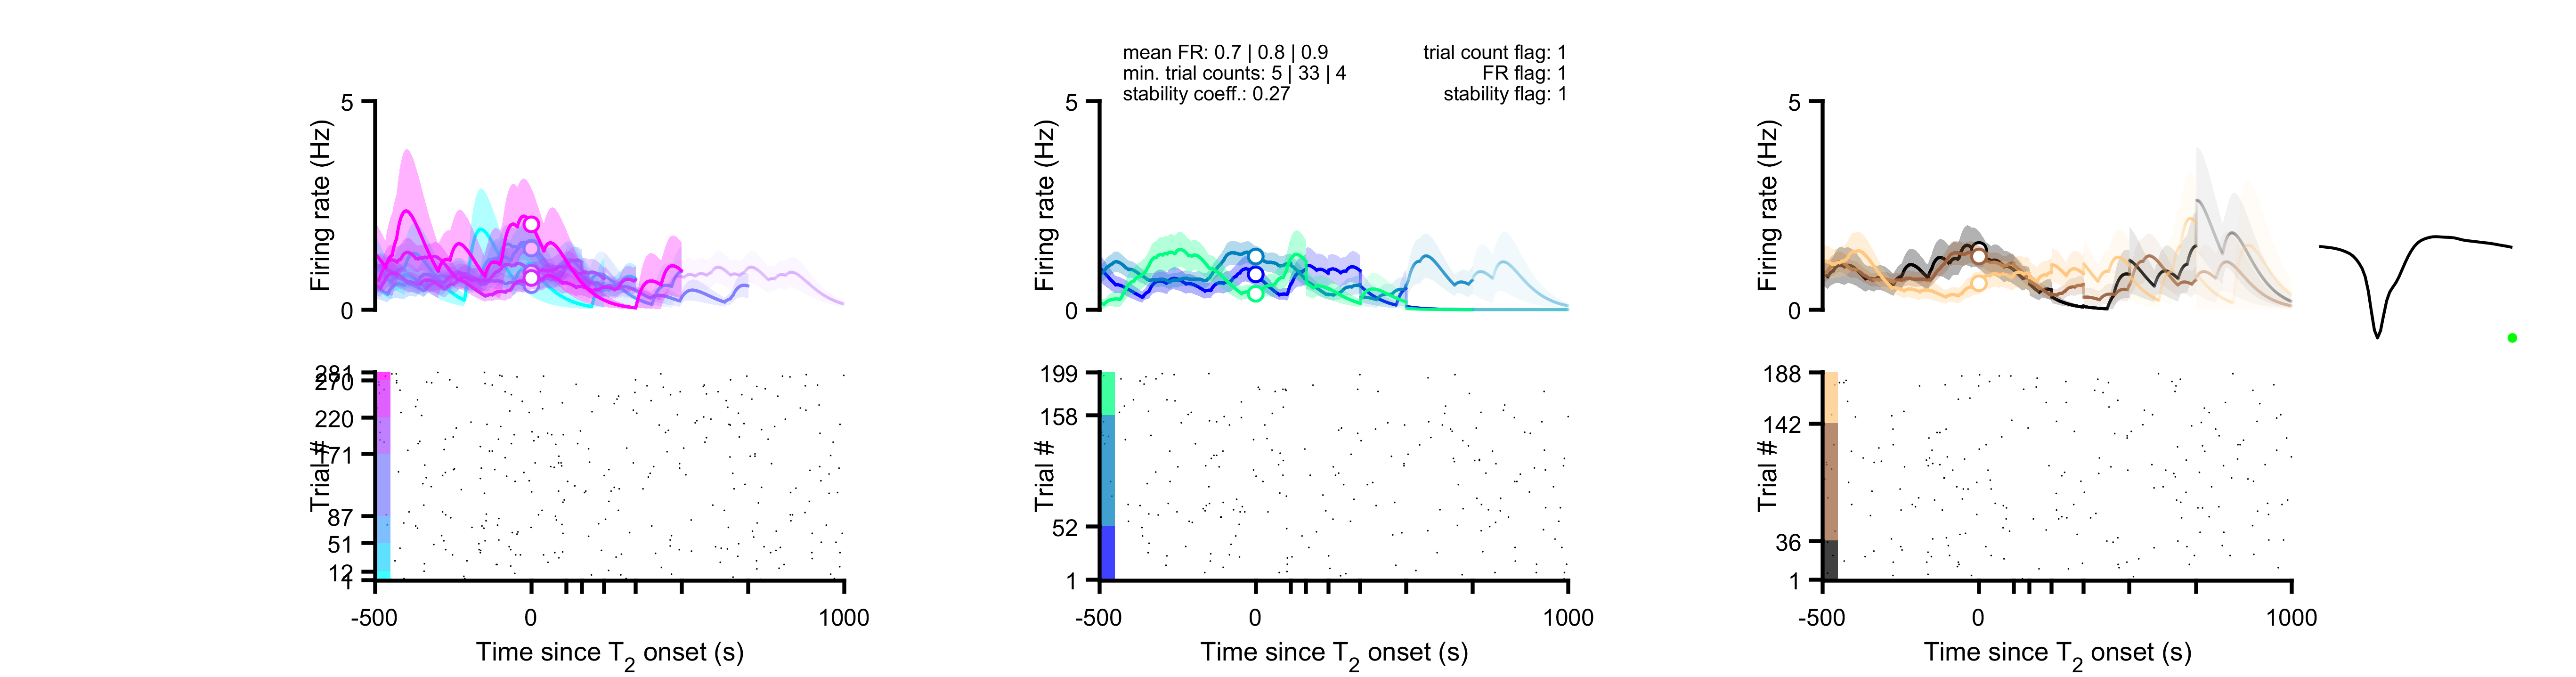 mean FR: 0.7 | 0.8 | 0.9
min. trial counts: 5 | 33 | 4
stability coeff.: 0.27
trial count flag: 1
FR flag: 1
stability flag: 1
Firing rate (Hz)
5
0
Trial #
281
270
220
171
87
51
12
-500
0
1000
Time since T2 onset (s)
Firing rate (Hz)
5
0
Trial #
199
158
52
1
-500
0
1000
Time since T2 onset (s)
Firing rate (Hz)
5
0
Trial #
188
142
36
1
-500
0
1000
Time since T2 onset (s)